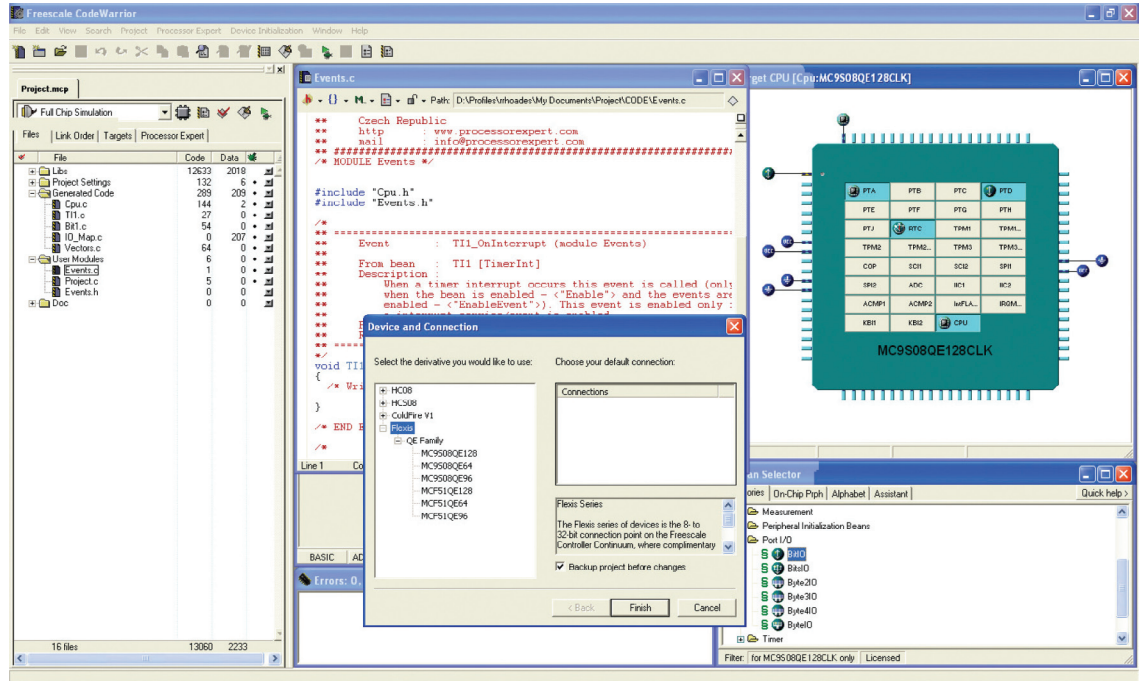 Freescale CodeWarrior
File Edit View Search Project Processor Expert Device Initialization Window Help
Project.mcp
Full Chip Simulation
Files Link Order Targets Processor Expert
File Code Data
Libs 12633 2018
Project Settings 132 6
Generated Code 289 209
Cpu.c 144 2
TI1.c 27 0
Bit1.c 54 0
IO_Map.c 0 207
Vectors.c 64 0
User Modules 6 0
Events.c 1 0
Project.c 5 0
Events.h 0 0
Doc 0 0
16 files 13060 2233
Events.c
Path: D:\Profiles\rrhoades\My Documents\Project\CODE\Events.c
** Czech Republic
** http : www.processorexpert.com
** mail : info@processorexpert.com
** ###########################################################
/* MODULE Events */
#include "Cpu.h"
#include "Events.h"
/*
** ===========================================================
** Event : TI1_OnInterrupt (module Events)
**
** From bean : TI1 [TimerInt]
** Description :
** When a timer interrupt occurs this event is called (only
** when the bean is enabled - <"Enable"> and the events are
** enabled - <"EnableEvent">). This event is enabled only
**
**
**
** ====
*/
void TI1
{
/* Wri
}
/* END E
/*
Line 1 Co
BASIC AD
Errors: 0,
Device and Connection
Select the derivative you would like to use:
HC08
HCS08
ColdFire V1
Flexis
QE Family
MC9S08QE128
MC9S08QE64
MC9S08QE96
MCF51QE128
MCF51QE64
MCF51QE96
Choose your default connection:
Connections
Flexis Series
The Flexis series of devices is the 8- to
32-bit connection point on the Freescale
Controller Continuum, where complimentary
Backup project before changes
< Back Finish Cancel
rget CPU [Cpu:MC9S08QE128CLK]
PTA PTB PTC PTD
PTE PTF PTG PTH
PTJ RTC TPM1 TPM1...
TPM2 TPM2... TPM3 TPM3...
COP SCI1 SCI2 SPI1
SPI2 ADC IIC1 IIC2
ACMP1 ACMP2 IntFLA... IRGM...
KBI1 KBI2 CPU
MC9S08QE128CLK
an Selector
ories On-Chip Prph Alphabet Assistant Quick help >
Measurement
Peripheral Initialization Beans
Port I/O
BitIO
BitsIO
Byte2IO
Byte3IO
Byte4IO
ByteIO
Timer
Filter: for MC9S08QE128CLK only Licensed